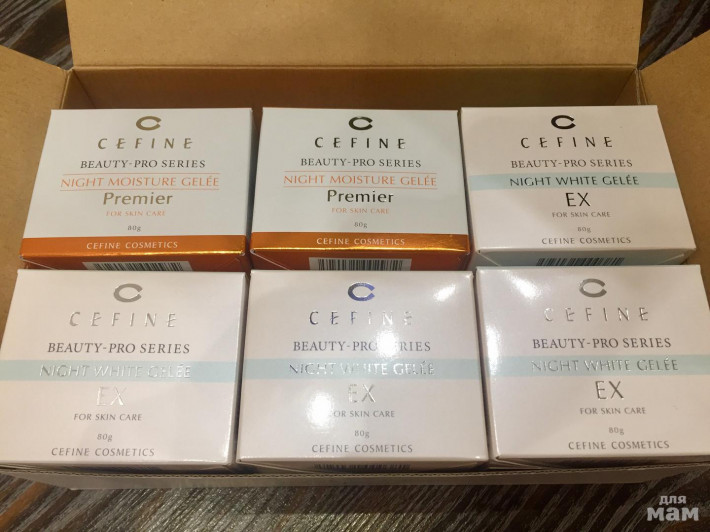 CEFINE
BEAUTY-PRO SERIES
NIGHT MOISTURE GELÉE
Premier
FOR SKIN CARE
80g
CEFINE COSMETICS
CEFINE
BEAUTY-PRO SERIES
NIGHT MOISTURE GELÉE
Premier
FOR SKIN CARE
80g
CEFINE COSMETICS
CEFINE
BEAUTY-PRO SERIES
NIGHT WHITE GELÉE
EX
FOR SKIN CARE
80g
CEFINE COSMETICS
CEFINE
BEAUTY-PRO SERIES
NIGHT WHITE GELÉE
EX
FOR SKIN CARE
80g
CEFINE COSMETICS
CEFINE
BEAUTY-PRO SERIES
NIGHT WHITE GELÉE
EX
FOR SKIN CARE
80g
CEFINE COSMETICS
CEFINE
BEAUTY-PRO SERIES
NIGHT WHITE GELÉE
EX
FOR SKIN CARE
80g
CEFINE COSMETICS
для
мам